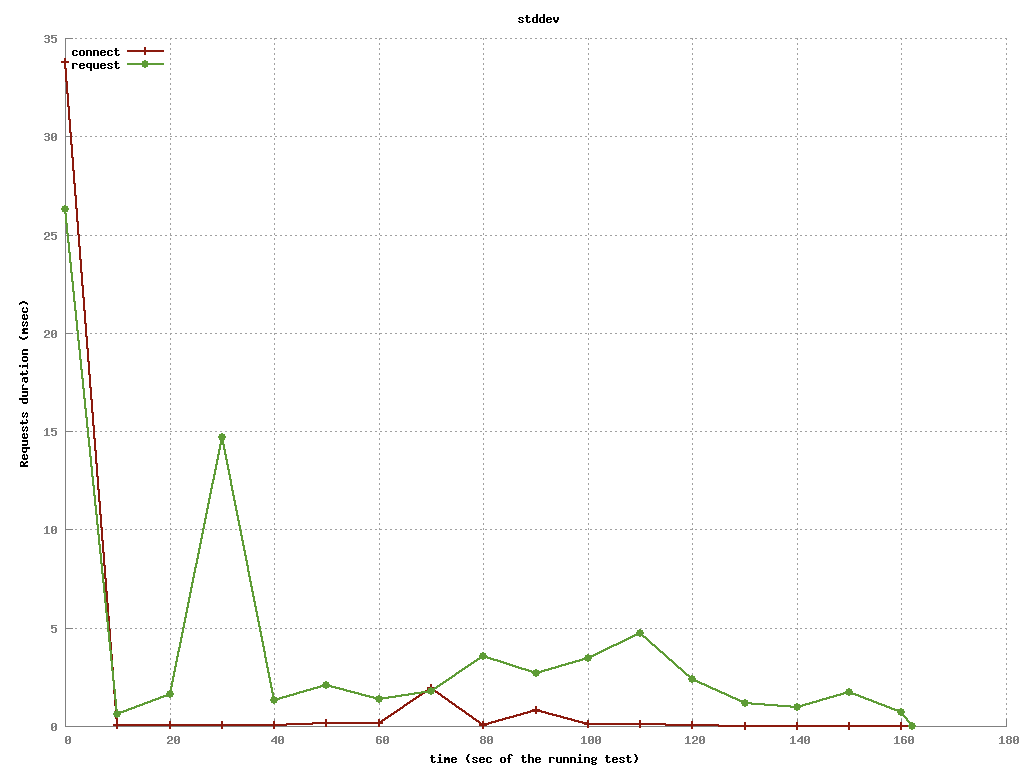 stddev
connect
request
35
30
25
20
15
10
5
0
Requests duration (msec)
0 20 40 60 80 100 120 140 160 180
time (sec of the running test)